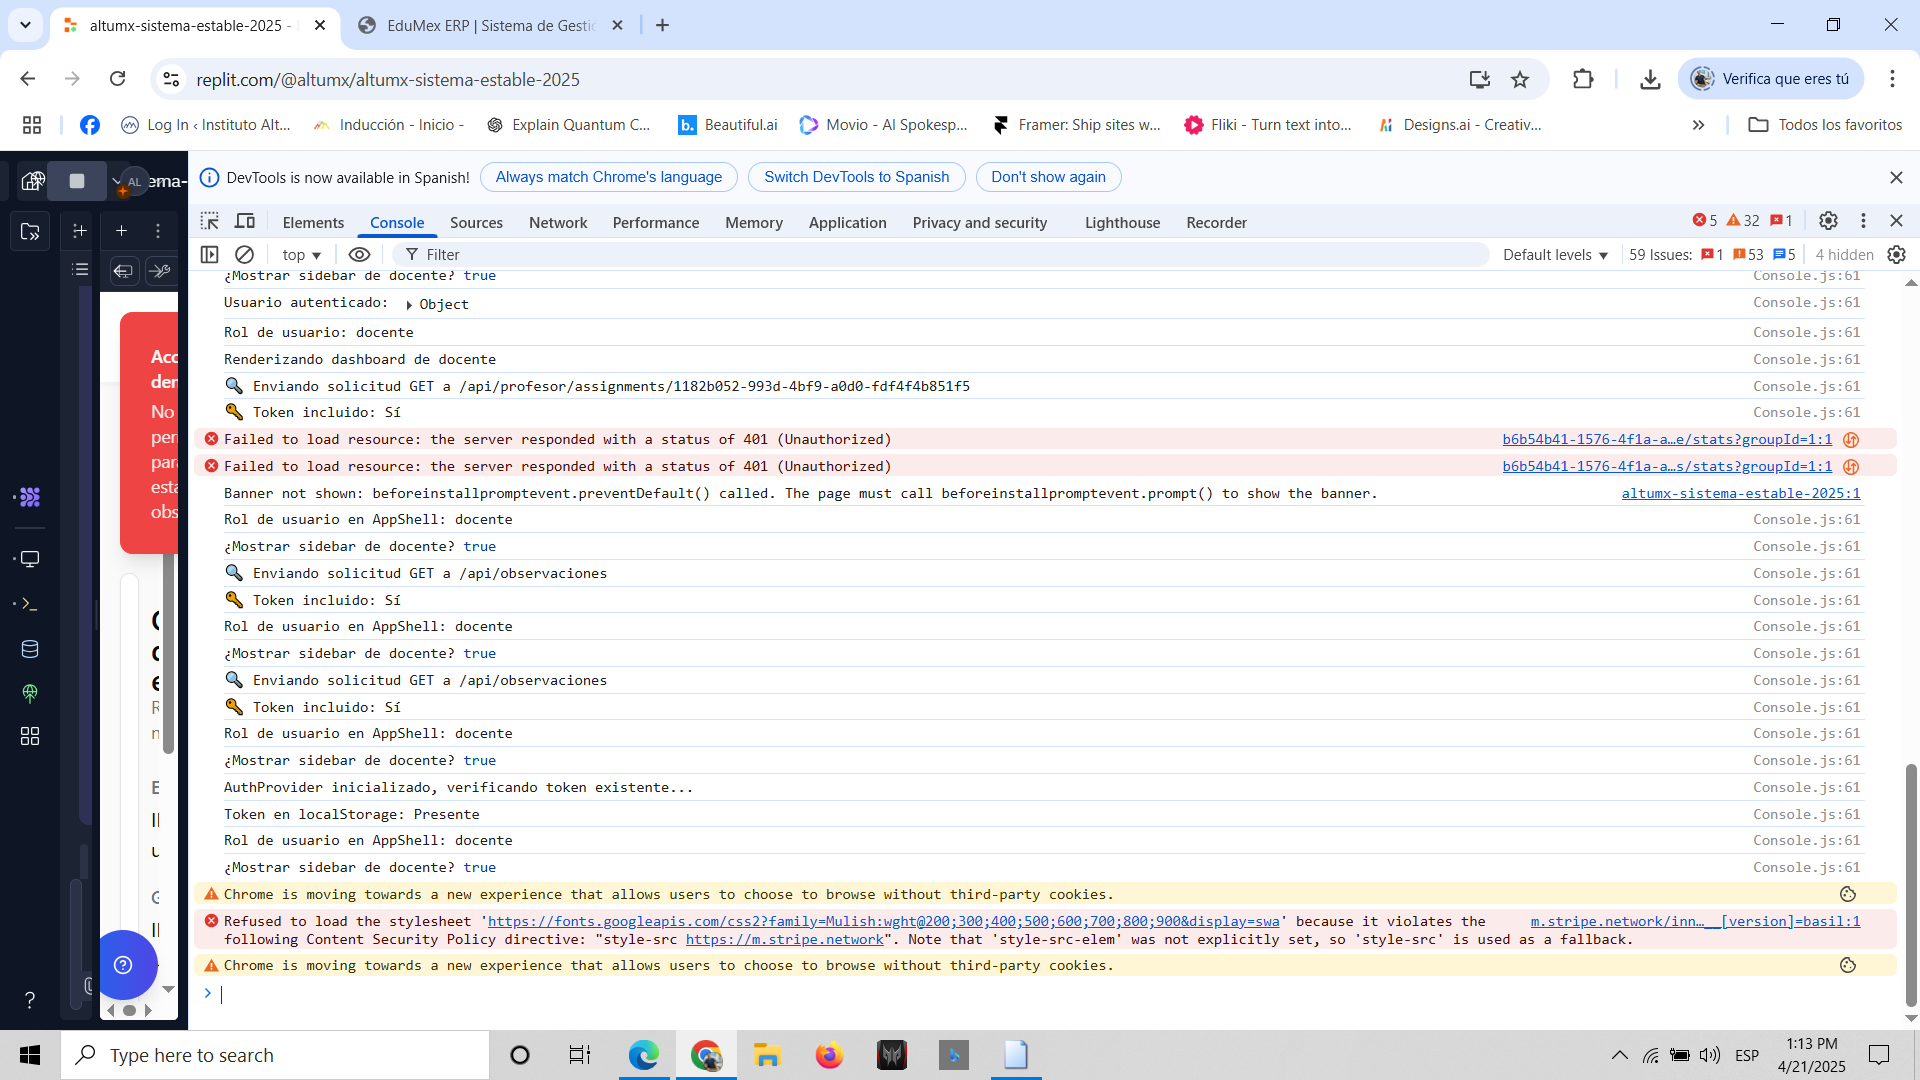 altumx-sistema-estable-2025 -
EduMex ERP | Sistema de Gestió
replit.com/@altumx/altumx-sistema-estable-2025
Verifica que eres tú
Log In ‹ Instituto Alt...
Inducción - Inicio -
Explain Quantum C...
b.
Beautiful.ai
Movio - AI Spokesp...
Framer: Ship sites w...
Fliki - Turn text into...
Designs.ai - Creativ...
»
Todos los favoritos
AL
ema-
DevTools is now available in Spanish!
Always match Chrome's language
Switch DevTools to Spanish
Don't show again
Elements
Console
Sources
Network
Performance
Memory
Application
Privacy and security
Lighthouse
Recorder
5
32
1
top
Filter
Default levels
59 Issues:
1
53
5
4 hidden
¿Mostrar sidebar de docente? true Console.js:61
Usuario autenticado: Object Console.js:61
Rol de usuario: docente Console.js:61
Renderizando dashboard de docente Console.js:61
🔍 Enviando solicitud GET a /api/profesor/assignments/1182b052-993d-4bf9-a0d0-fdf4f4b851f5 Console.js:61
🔑 Token incluido: Sí Console.js:61
Failed to load resource: the server responded with a status of 401 (Unauthorized) b6b54b41-1576-4f1a-a…e/stats?groupId=1:1
Failed to load resource: the server responded with a status of 401 (Unauthorized) b6b54b41-1576-4f1a-a…s/stats?groupId=1:1
Banner not shown: beforeinstallpromptevent.preventDefault() called. The page must call beforeinstallpromptevent.prompt() to show the banner. altumx-sistema-estable-2025:1
Rol de usuario en AppShell: docente Console.js:61
¿Mostrar sidebar de docente? true Console.js:61
🔍 Enviando solicitud GET a /api/observaciones Console.js:61
🔑 Token incluido: Sí Console.js:61
Rol de usuario en AppShell: docente Console.js:61
¿Mostrar sidebar de docente? true Console.js:61
🔍 Enviando solicitud GET a /api/observaciones Console.js:61
🔑 Token incluido: Sí Console.js:61
Rol de usuario en AppShell: docente Console.js:61
¿Mostrar sidebar de docente? true Console.js:61
AuthProvider inicializado, verificando token existente... Console.js:61
Token en localStorage: Presente Console.js:61
Rol de usuario en AppShell: docente Console.js:61
¿Mostrar sidebar de docente? true Console.js:61
Chrome is moving towards a new experience that allows users to choose to browse without third-party cookies.
Refused to load the stylesheet 'https://fonts.googleapis.com/css2?family=Mulish:wght@200;300;400;500;600;700;800;900&display=swa' because it violates the m.stripe.network/inn…__[version]=basil:1
following Content Security Policy directive: "style-src https://m.stripe.network". Note that 'style-src-elem' was not explicitly set, so 'style-src' is used as a fallback.
Chrome is moving towards a new experience that allows users to choose to browse without third-party cookies.
Acc
den
No
per
para
esta
obs
R
E
G
Type here to search
ESP
1:13 PM
4/21/2025